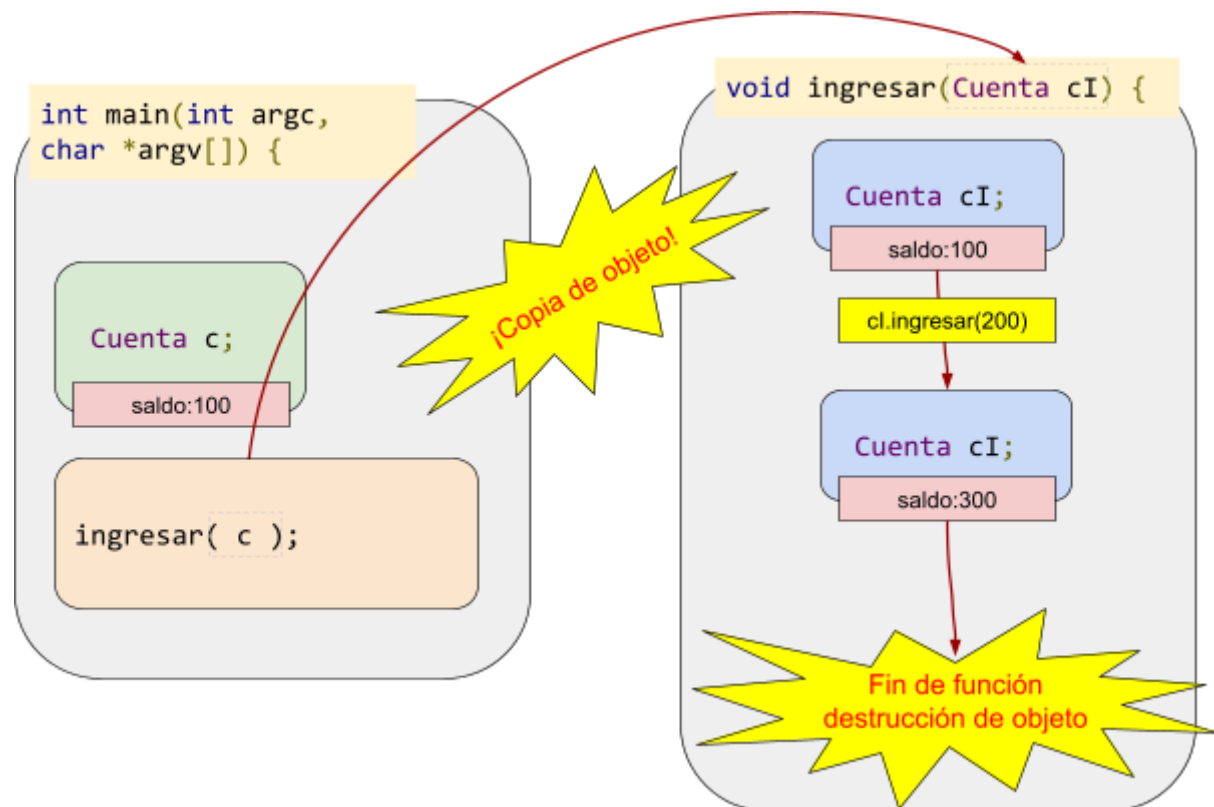 int main(int argc,
char *argv[]) {
Cuenta c;
saldo:100
ingresar( c );
¡Copia de objeto!
void ingresar(Cuenta cI) {
Cuenta cI;
saldo:100
cI.ingresar(200)
Cuenta cI;
saldo:300
Fin de función
destrucción de objeto